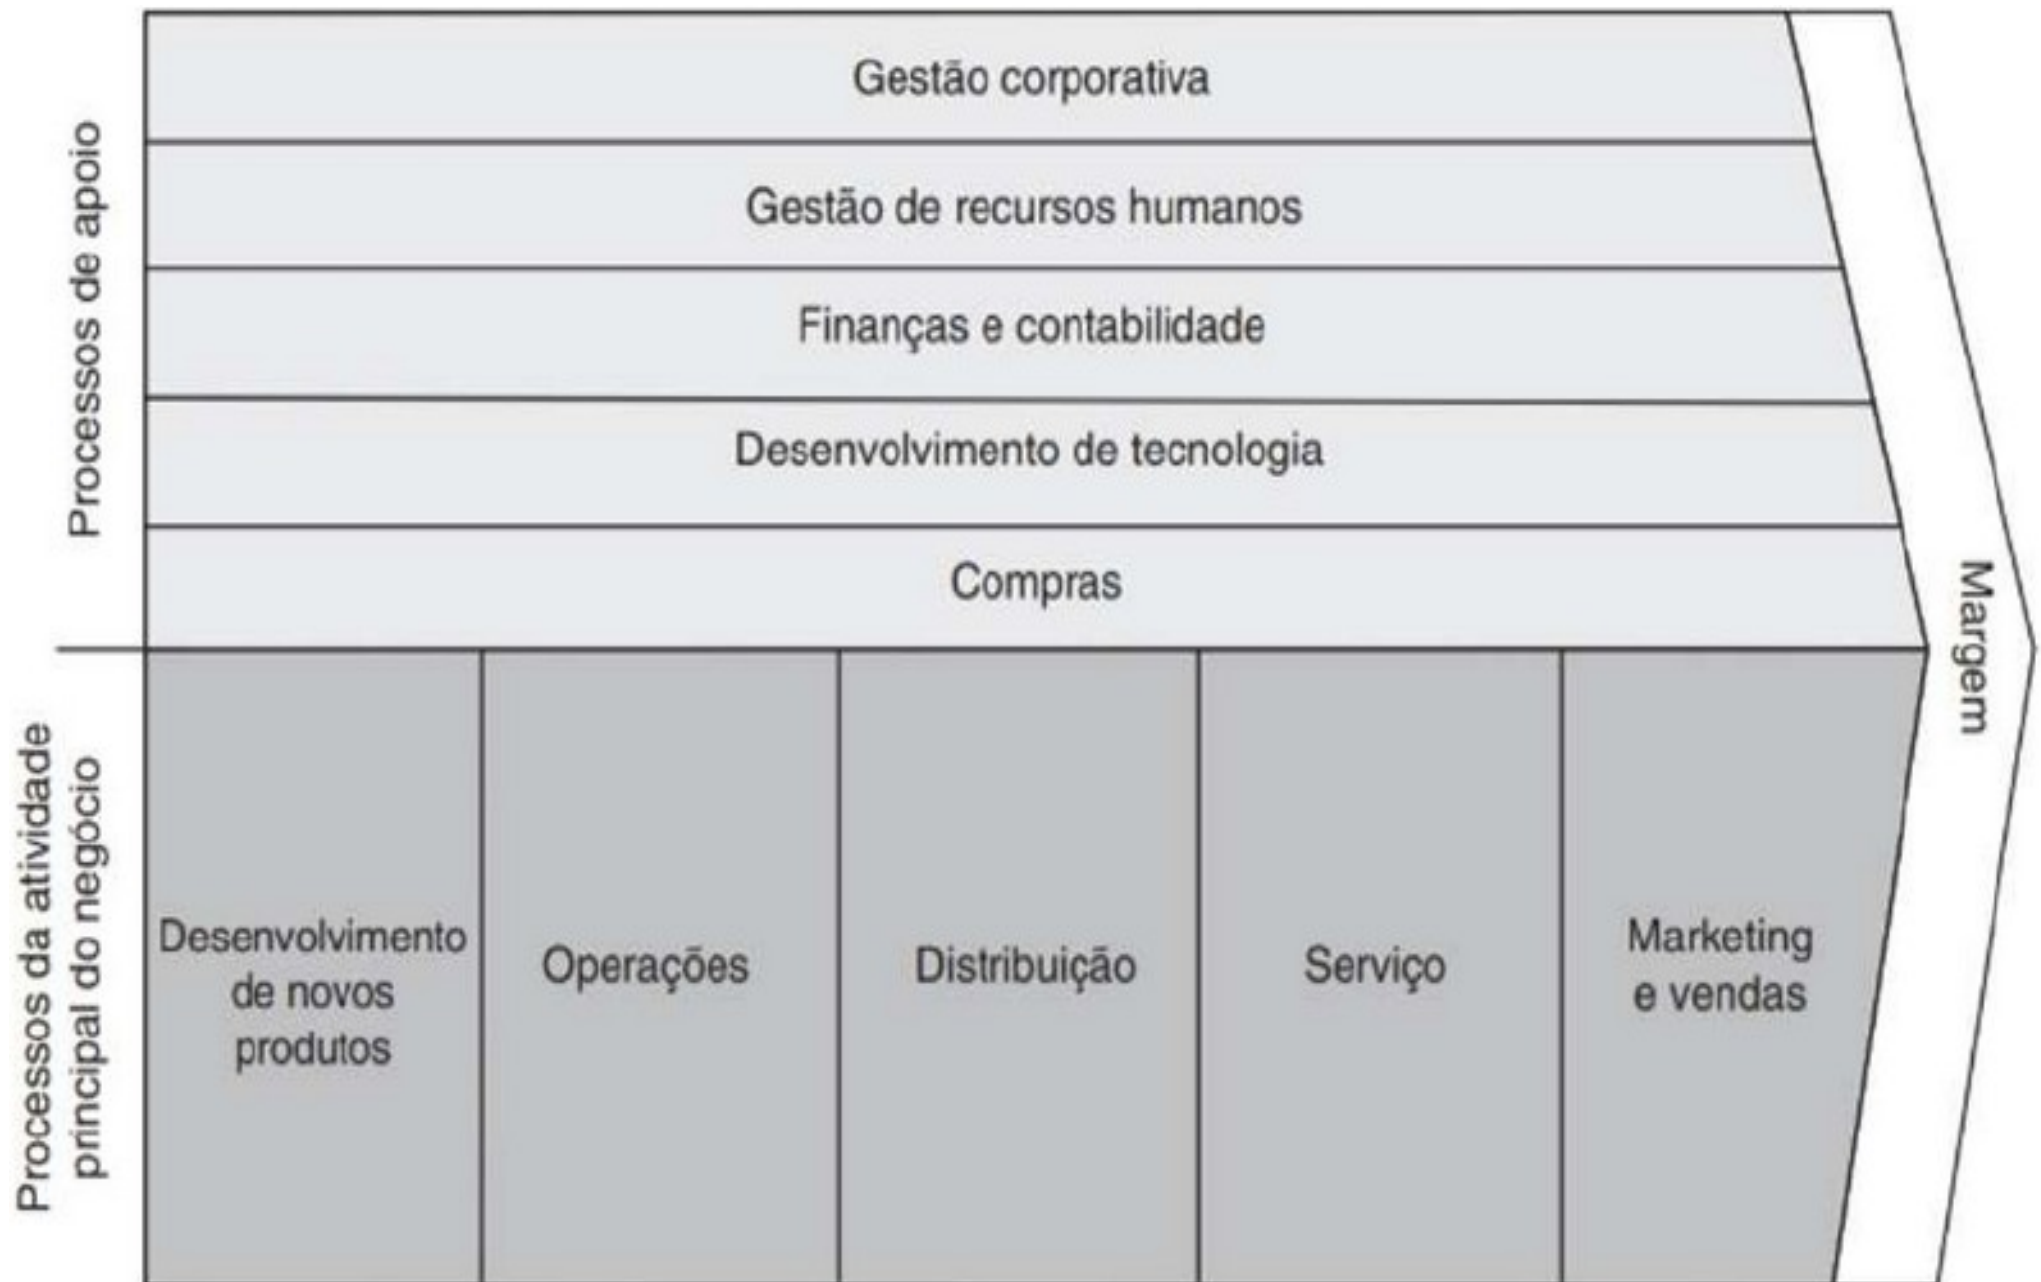 Processos de apoio
Gestão corporativa
Gestão de recursos humanos
Finanças e contabilidade
Desenvolvimento de tecnologia
Compras
Margem
Processos da atividade
principal do negócio
Desenvolvimento
de novos
produtos
Operações
Distribuição
Serviço
Marketing
e vendas